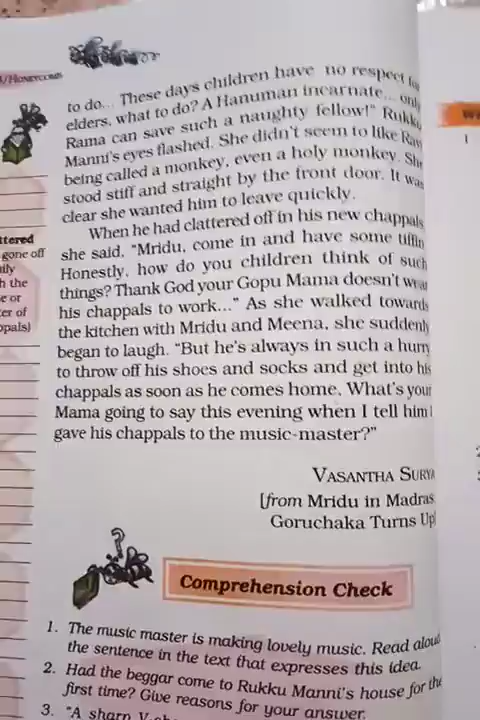 HONEYCOMB
to do... These days children have no respect for
elders, what to do? A Hanuman incarnate... only
Rama can save such a naughty fellow!" Rukku
Manni's eyes flashed. She didn't seem to like Ravi
being called a monkey, even a holy monkey. She
stood stiff and straight by the front door. It was
clear she wanted him to leave quickly.
When he had clattered off in his new chappals,
she said, "Mridu, come in and have some tiffin.
Honestly, how do you children think of such
things? Thank God your Gopu Mama doesn't wear
his chappals to work..." As she walked towards
the kitchen with Mridu and Meena, she suddenly
began to laugh. "But he's always in such a hurry
to throw off his shoes and socks and get into his
chappals as soon as he comes home. What's your
Mama going to say this evening when I tell him I
gave his chappals to the music-master?"
VASANTHA SURYA
[from Mridu in Madras
Goruchaka Turns Up]
ttered
gone off
ily
h the
e or
er of
ppals)
?
Comprehension Check
1. The music master is making lovely music. Read aloud
the sentence in the text that expresses this idea.
2. Had the beggar come to Rukku Manni's house for the
first time? Give reasons for your answer.
3. "A sharp
1